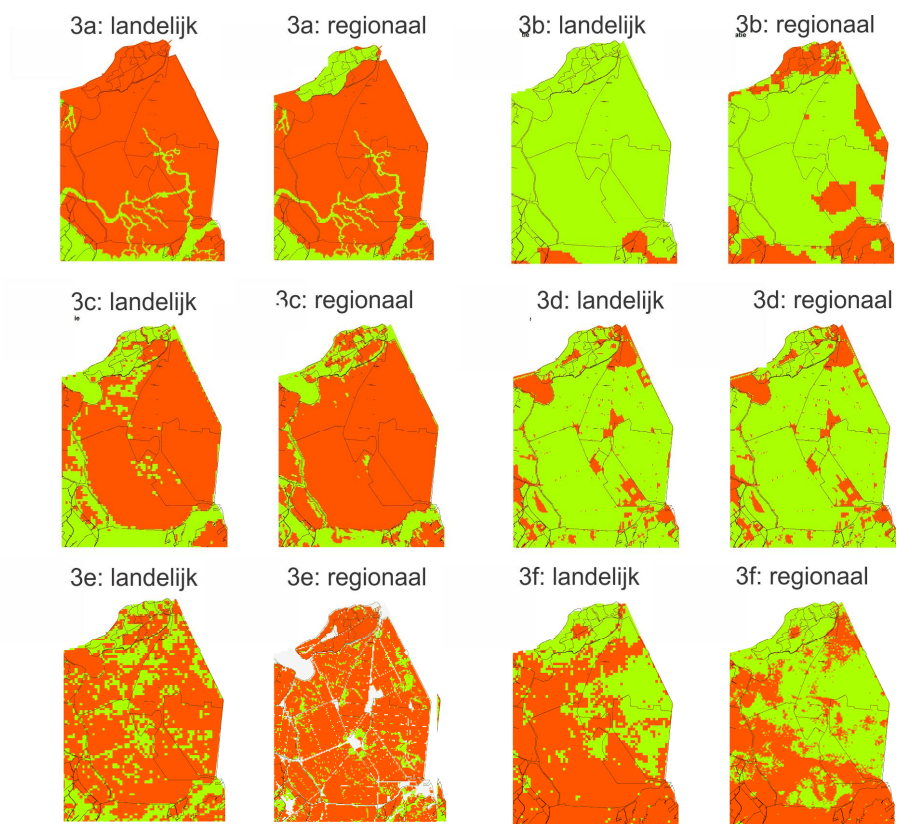 3a: landelijk
3a: regionaal
3b: landelijk
3b: regionaal
3c: landelijk
3c: regionaal
3d: landelijk
3d: regionaal
3e: landelijk
3e: regionaal
3f: landelijk
3f: regionaal